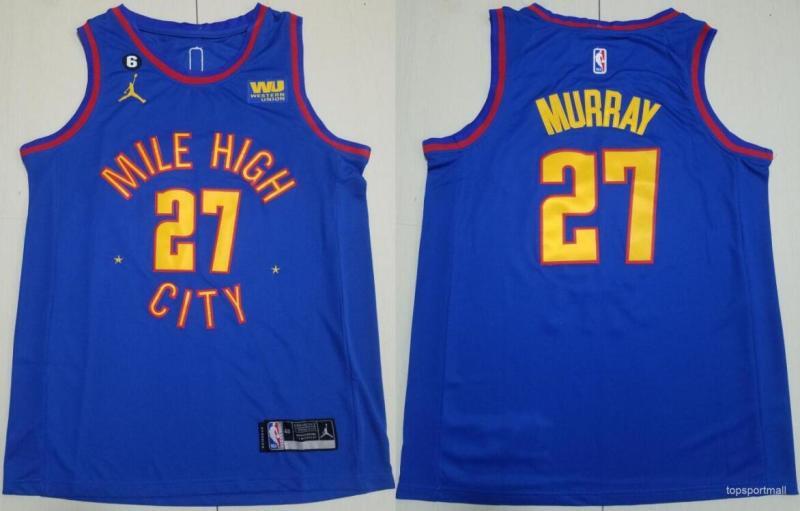 6
WU
WESTERN
UNION
MILE HIGH
27
CITY
MURRAY
27
topsportmall